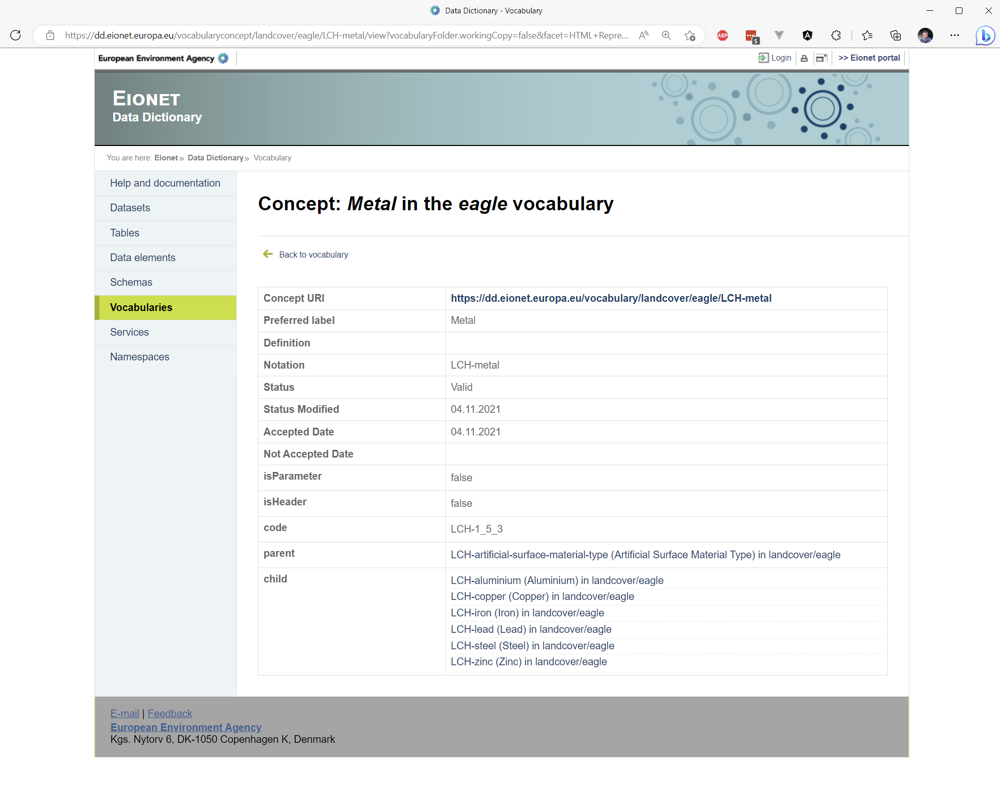 Data Dictionary - Vocabulary
https://dd.eionet.europa.eu/vocabularyconcept/landcover/eagle/LCH-metal/view?vocabularyFolder.workingCopy=false&facet=HTML+Repre...
ABP
5
European Environment Agency
Login
>> Eionet portal
EIONET
Data Dictionary
You are here: Eionet» Data Dictionary» Vocabulary
Help and documentation
Datasets
Tables
Data elements
Schemas
Vocabularies
Services
Namespaces
Concept: Metal in the eagle vocabulary
Back to vocabulary
Concept URI https://dd.eionet.europa.eu/vocabulary/landcover/eagle/LCH-metal
Preferred label Metal
Definition
Notation LCH-metal
Status Valid
Status Modified 04.11.2021
Accepted Date 04.11.2021
Not Accepted Date
isParameter false
isHeader false
code LCH-1_5_3
parent LCH-artificial-surface-material-type (Artificial Surface Material Type) in landcover/eagle
child LCH-aluminium (Aluminium) in landcover/eagle
LCH-copper (Copper) in landcover/eagle
LCH-iron (Iron) in landcover/eagle
LCH-lead (Lead) in landcover/eagle
LCH-steel (Steel) in landcover/eagle
LCH-zinc (Zinc) in landcover/eagle
E-mail | Feedback
European Environment Agency
Kgs. Nytorv 6, DK-1050 Copenhagen K, Denmark